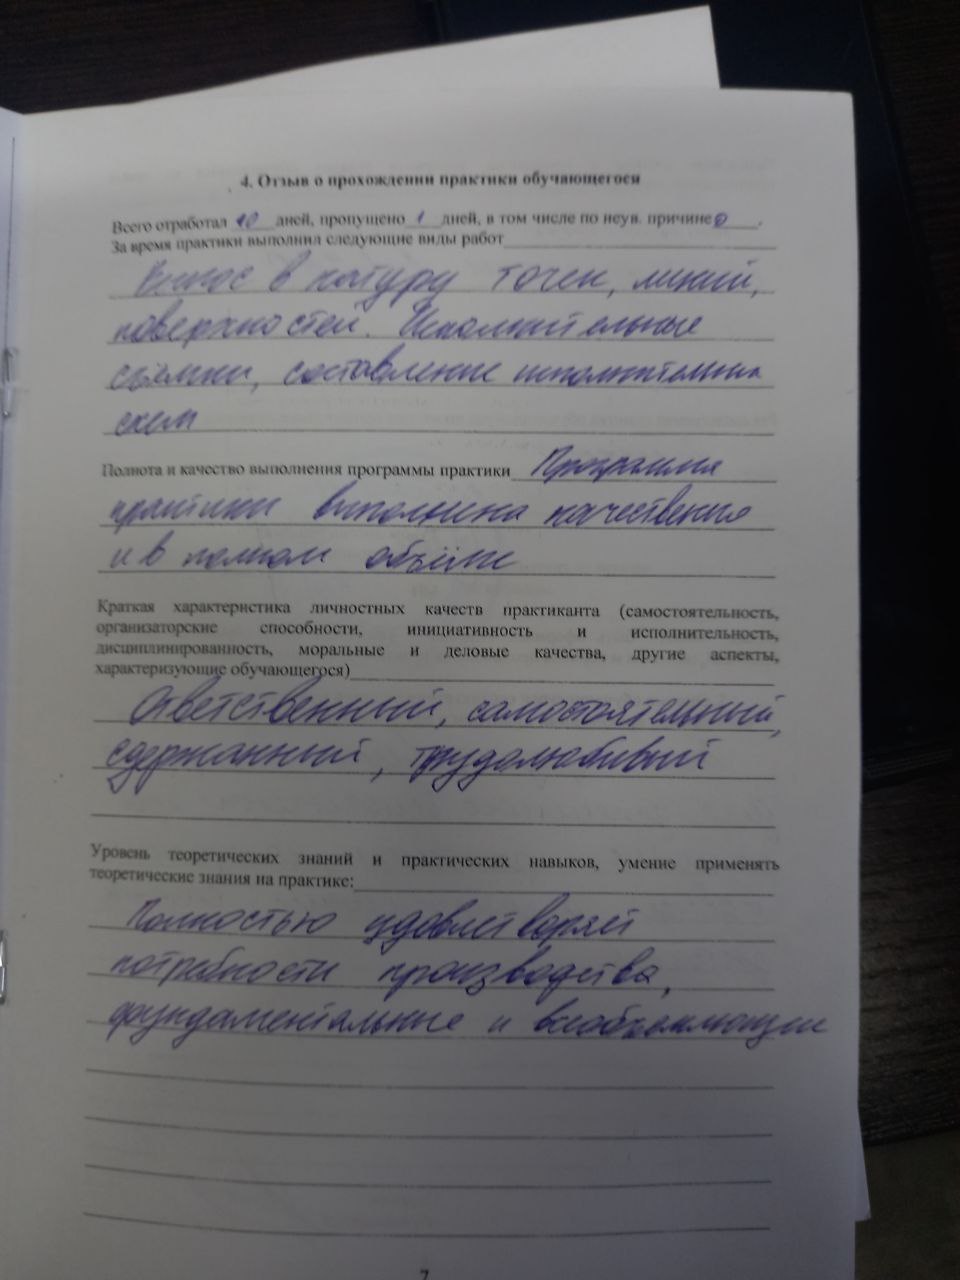 4. Отзыв о прохождении практики обучающегося
Всего отработал 10 дней, пропущено 1 дней, в том числе по неув. причине 0.
За время практики выполнил следующие виды работ
Вынос в натуру точек, линий,
поверхностей. Исполнительные
съёмки, составление исполнительных
схем
Полнота и качество выполнения программы практики Программа
практики выполнена качественно
и в полном объёме
Краткая характеристика личностных качеств практиканта (самостоятельность,
организаторские способности, инициативность и исполнительность,
дисциплинированность, моральные и деловые качества, другие аспекты,
характеризующие обучающегося)
Ответственный, самостоятельный,
сдержанный, трудолюбивый
Уровень теоретических знаний и практических навыков, умение применять
теоретические знания на практике:
Полностью удовлетворяет
потребности производства,
фундаментальные и всеобъемлющие
7